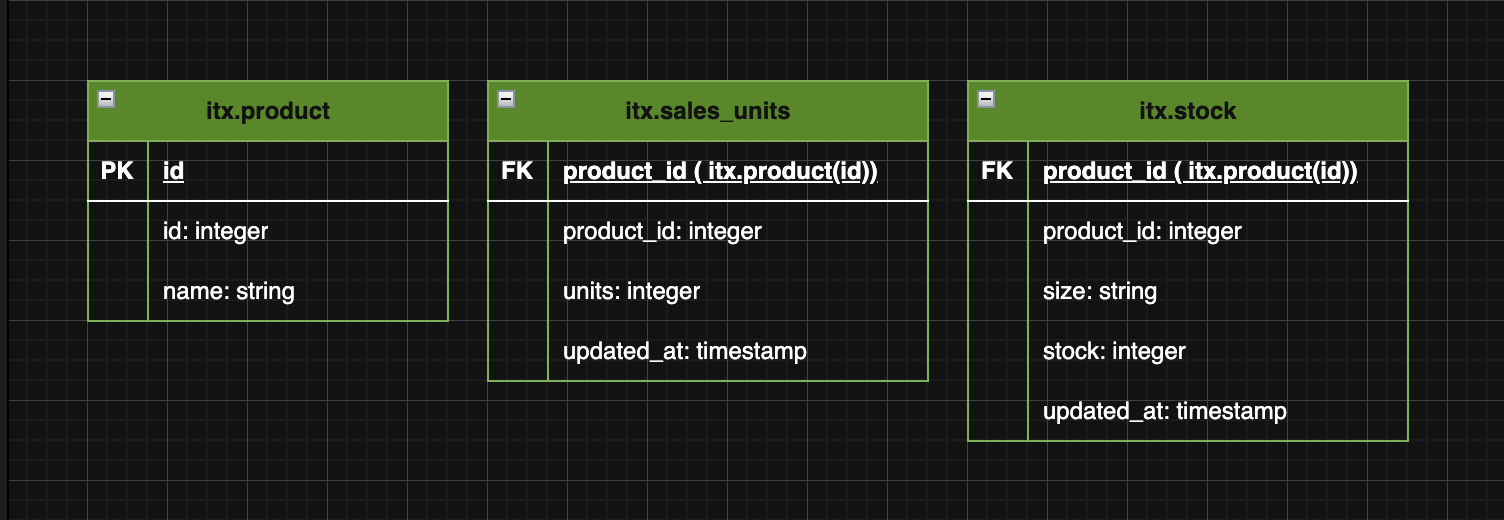 itx.product
PK id
id: integer
name: string
itx.sales_units
FK product_id ( itx.product(id))
product_id: integer
units: integer
updated_at: timestamp
itx.stock
FK product_id ( itx.product(id))
product_id: integer
size: string
stock: integer
updated_at: timestamp